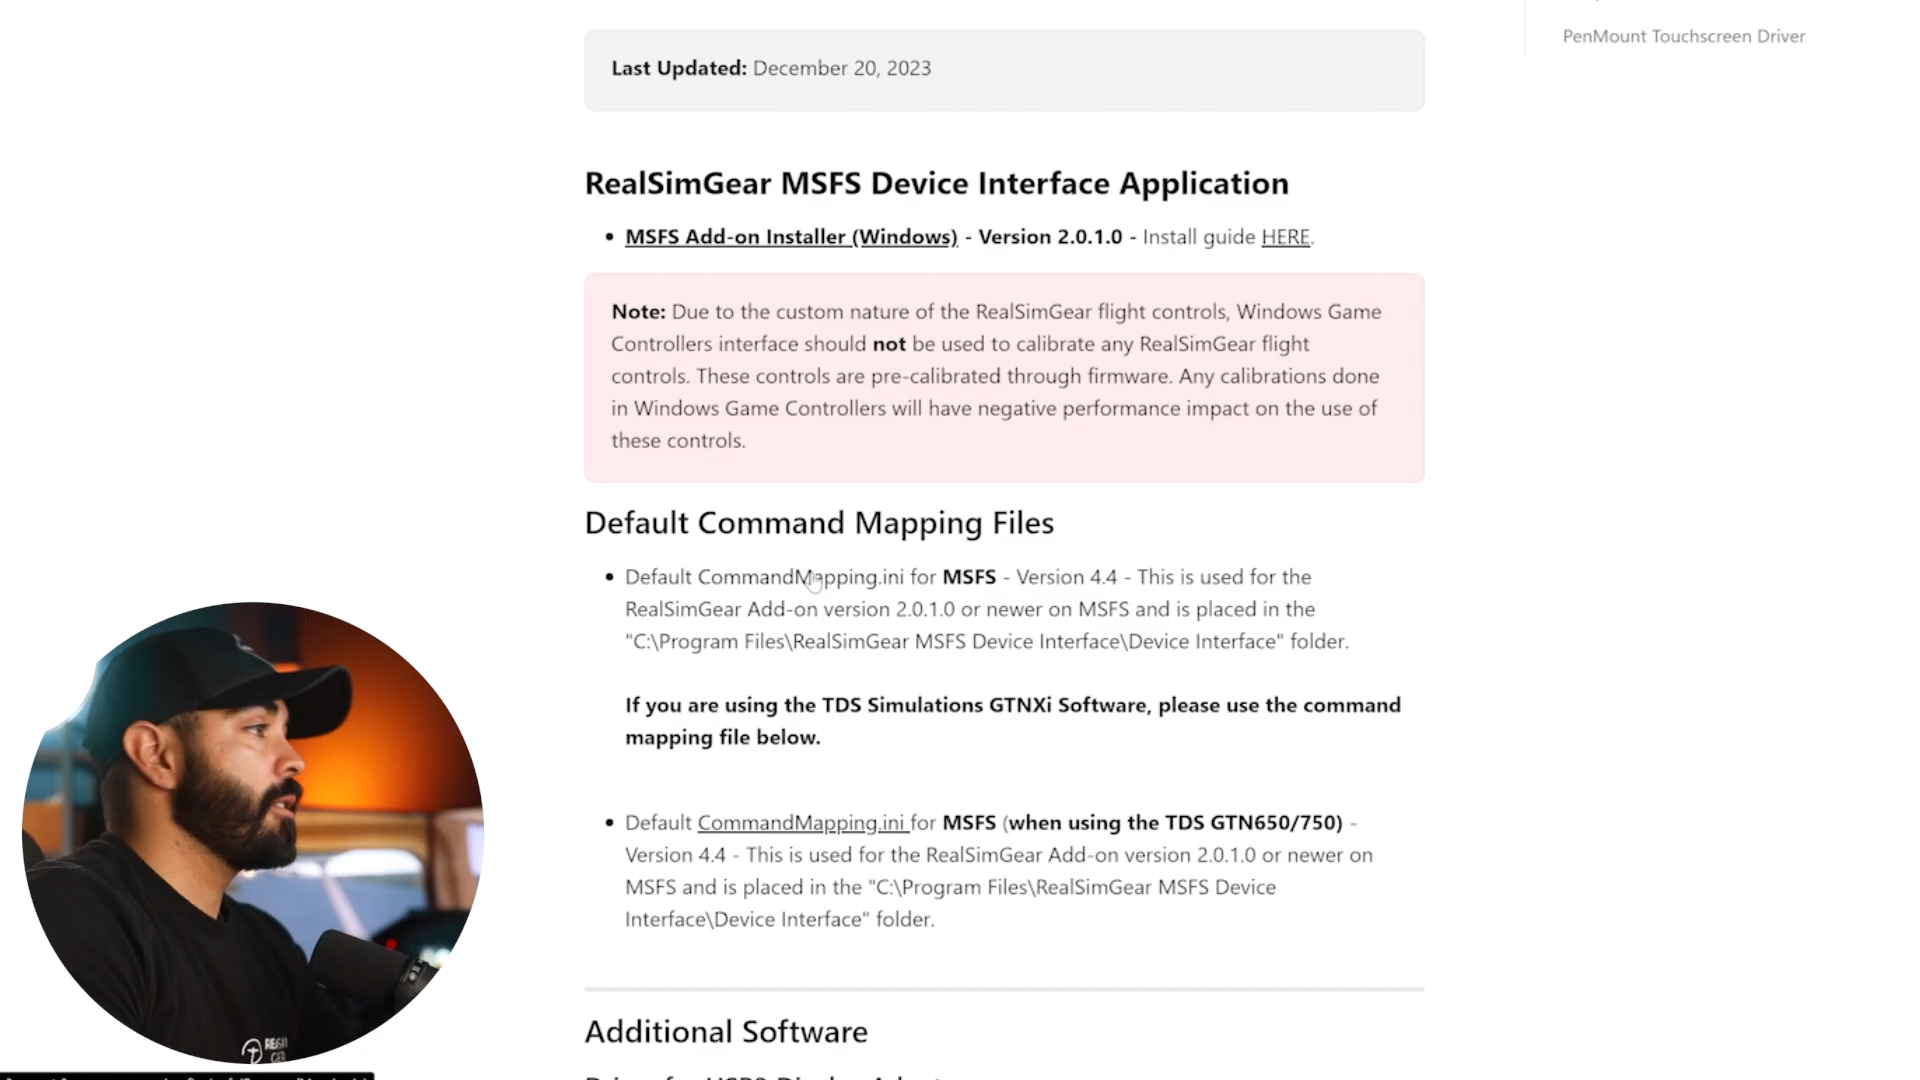 PenMount Touchscreen Driver
Last Updated: December 20, 2023
RealSimGear MSFS Device Interface Application
• MSFS Add-on Installer (Windows) - Version 2.0.1.0 - Install guide HERE.
Note: Due to the custom nature of the RealSimGear flight controls, Windows Game
Controllers interface should not be used to calibrate any RealSimGear flight
controls. These controls are pre-calibrated through firmware. Any calibrations done
in Windows Game Controllers will have negative performance impact on the use of
these controls.
Default Command Mapping Files
• Default CommandMapping.ini for MSFS - Version 4.4 - This is used for the
RealSimGear Add-on version 2.0.1.0 or newer on MSFS and is placed in the
"C:\Program Files\RealSimGear MSFS Device Interface\Device Interface" folder.
If you are using the TDS Simulations GTNXi Software, please use the command
mapping file below.
• Default CommandMapping.ini for MSFS (when using the TDS GTN650/750) -
Version 4.4 - This is used for the RealSimGear Add-on version 2.0.1.0 or newer on
MSFS and is placed in the "C:\Program Files\RealSimGear MSFS Device
Interface\Device Interface" folder.
Additional Software